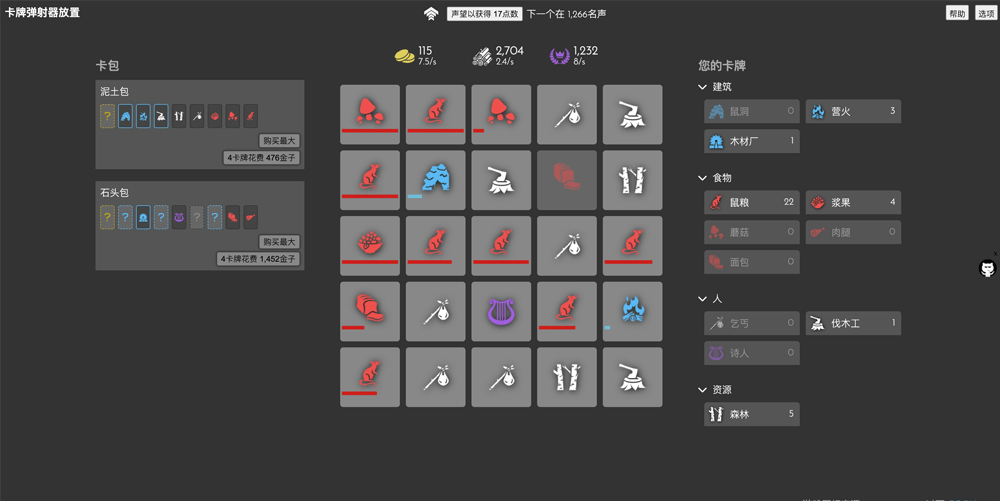 卡牌弹射器放置
声望以获得 17点数 下一个在 1,266名声
帮助 选项
115
7.5/s
2,704
2.4/s
1,232
8/s
卡包
泥土包
购买最大
4卡牌花费 476金子
石头包
购买最大
4卡牌花费 1,452金子
您的卡牌
建筑
鼠洞 0
营火 3
木材厂 1
食物
鼠粮 22
浆果 4
蘑菇 0
肉腿 0
面包 0
人
乞丐 0
伐木工 1
诗人 0
资源
森林 5